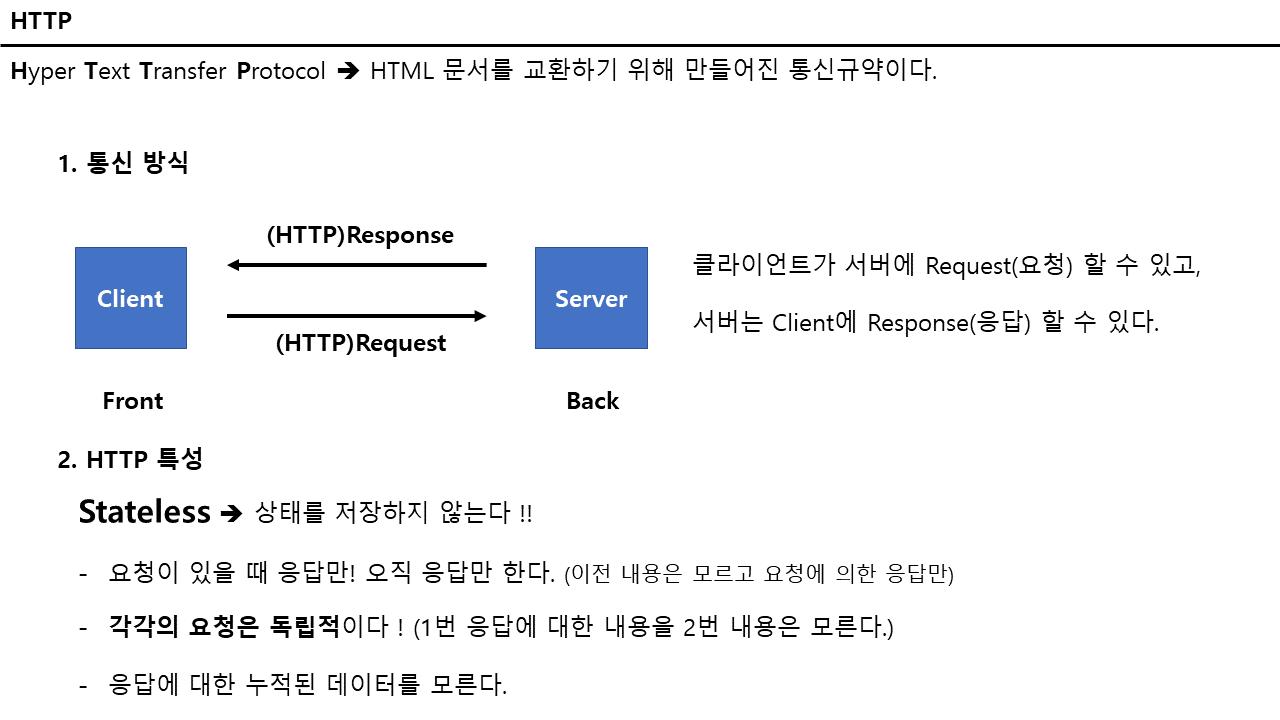 HTTP
Hyper Text Transfer Protocol ➔ HTML 문서를 교환하기 위해 만들어진 통신규약이다.
1. 통신 방식
(HTTP)Response
Client
Server
(HTTP)Request
Front
Back
클라이언트가 서버에 Request(요청) 할 수 있고,
서버는 Client에 Response(응답) 할 수 있다.
2. HTTP 특성
Stateless ➔ 상태를 저장하지 않는다 !!
- 요청이 있을 때 응답만! 오직 응답만 한다. (이전 내용은 모르고 요청에 의한 응답만)
- 각각의 요청은 독립적이다 ! (1번 응답에 대한 내용을 2번 내용은 모른다.)
- 응답에 대한 누적된 데이터를 모른다.